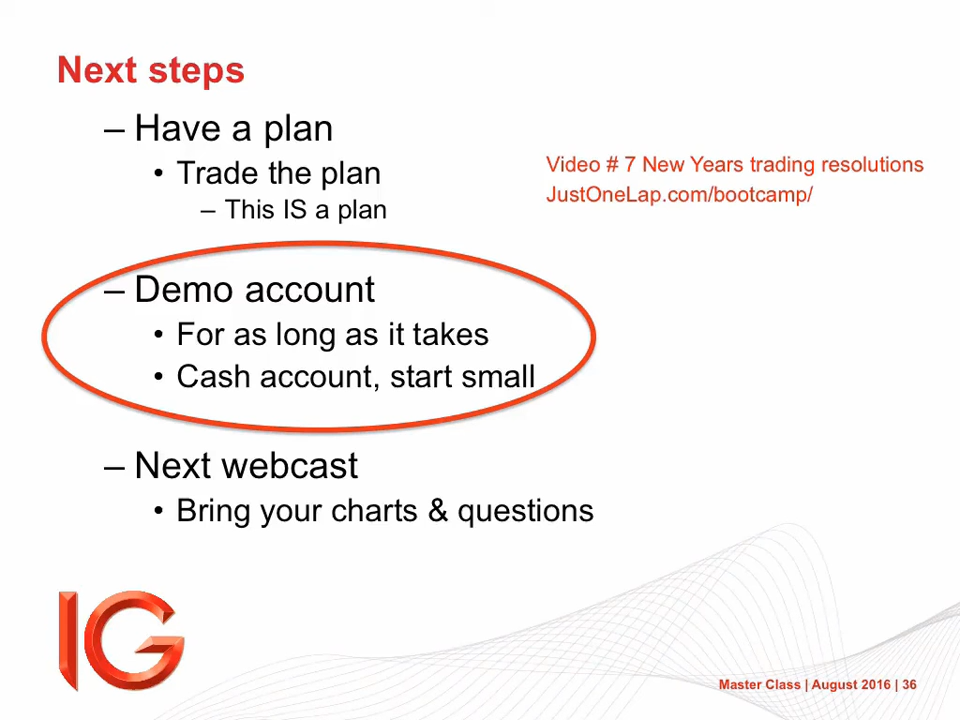 Next steps
– Have a plan
• Trade the plan
– This IS a plan
Video # 7 New Years trading resolutions
JustOneLap.com/bootcamp/
– Demo account
• For as long as it takes
• Cash account, start small
– Next webcast
• Bring your charts & questions
IG
Master Class | August 2016 | 36